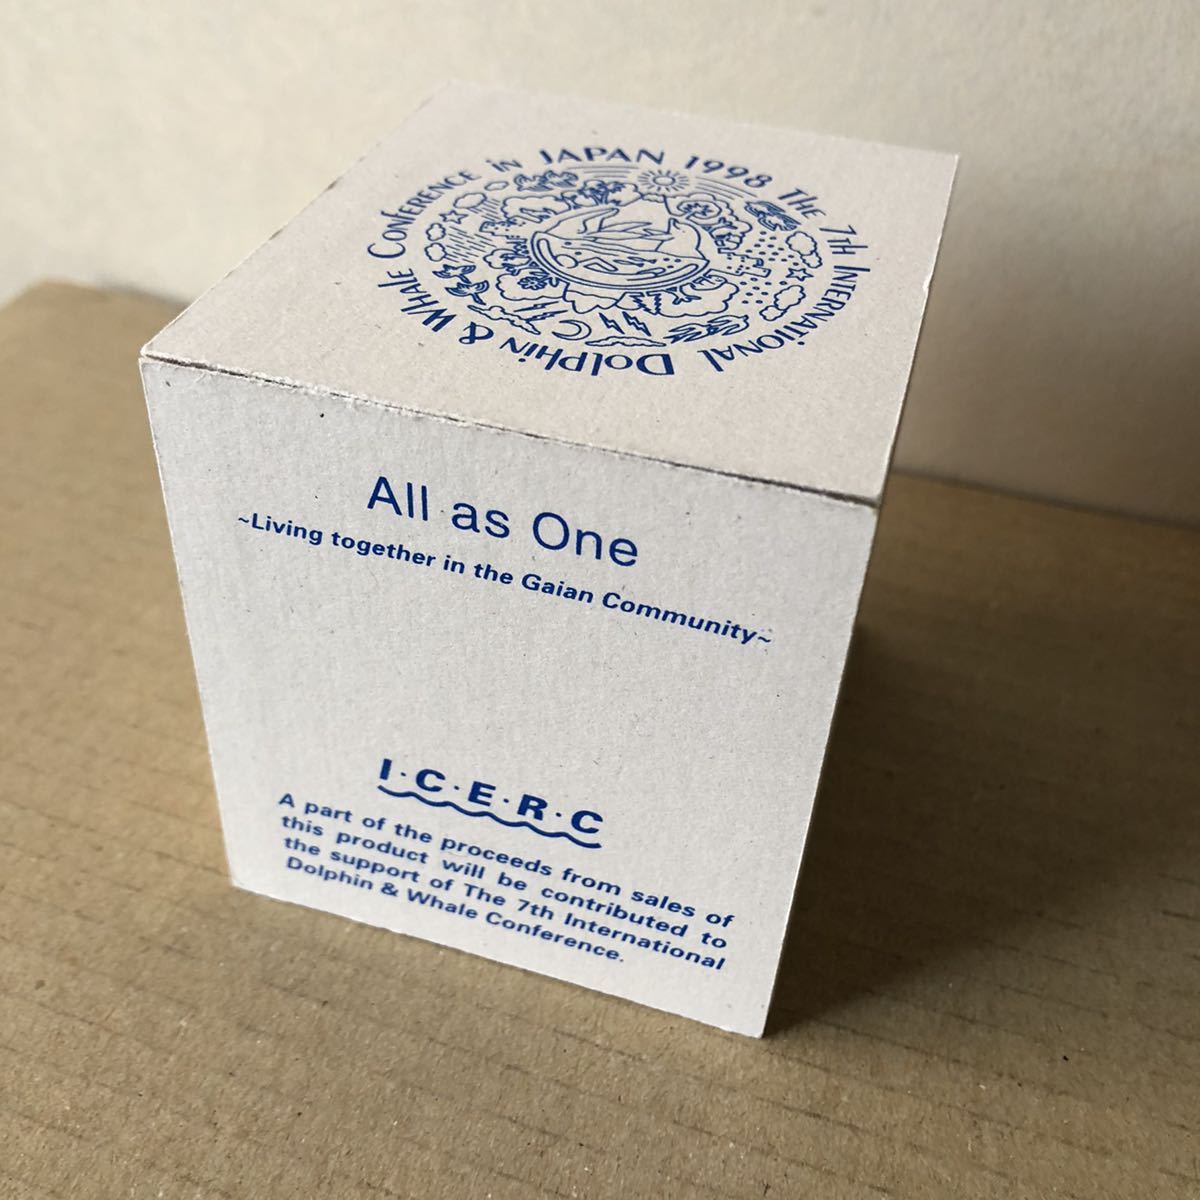 THE 7th INTERNATIONAL DOLPHIN & WHALE CONFERENCE in JAPAN 1998
All as One
~Living together in the Gaian Community~
I·C·E·R·C
A part of the proceeds from sales of
this product will be contributed to
the support of The 7th International
Dolphin & Whale Conference.